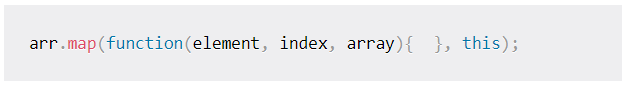 arr.map(function(element, index, array){  }, this);